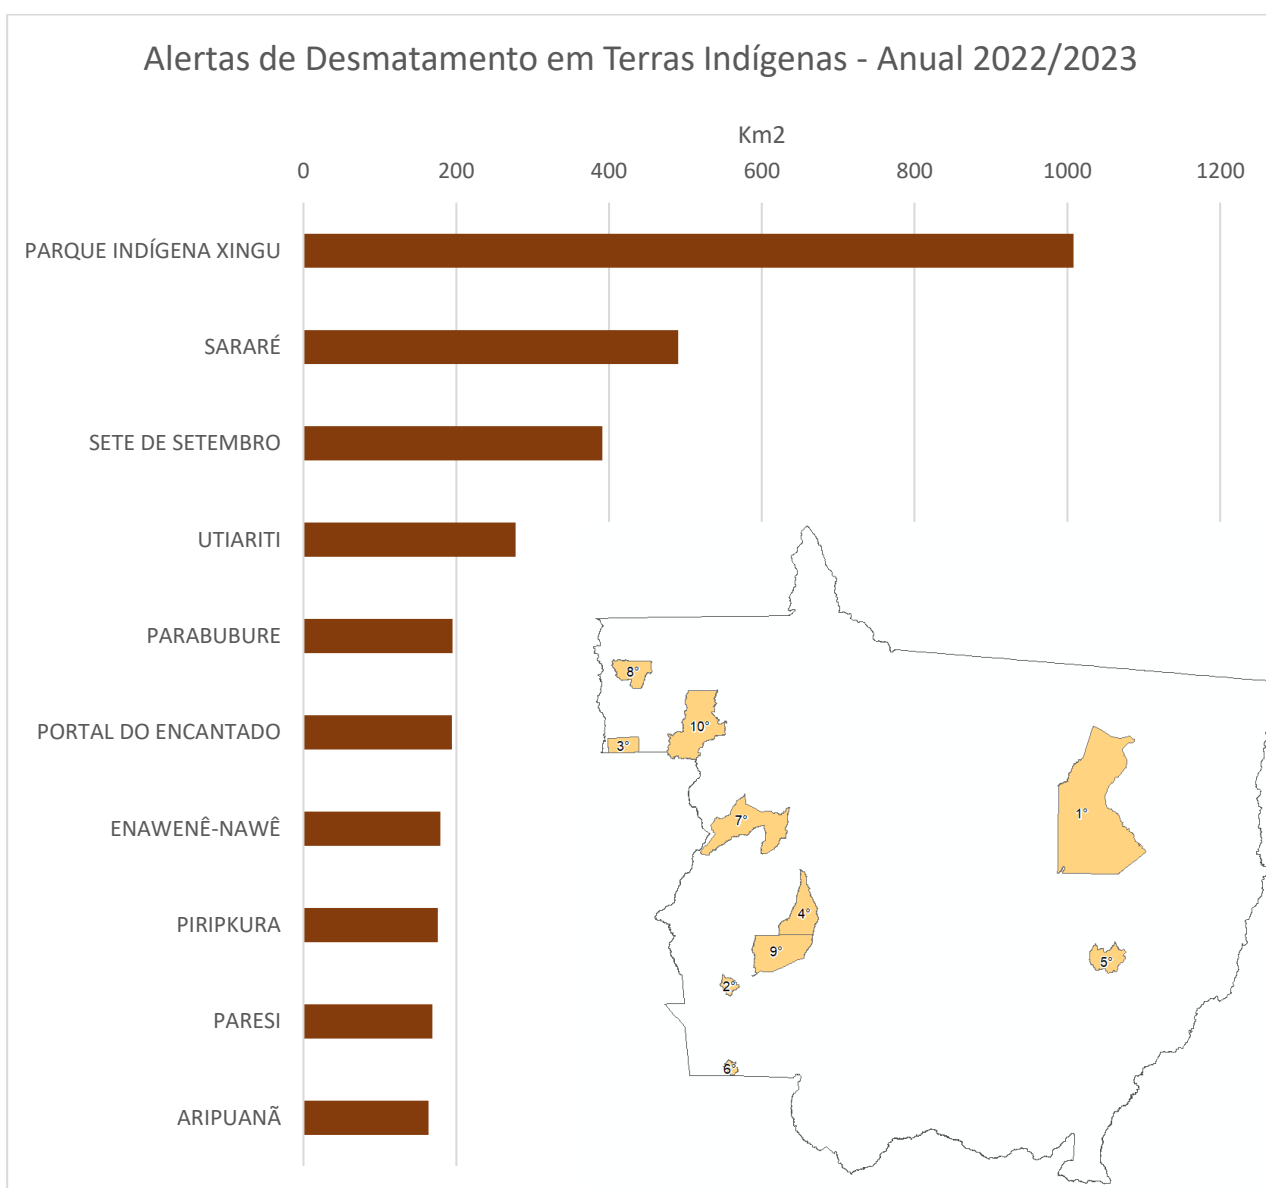 Alertas de Desmatamento em Terras Indígenas - Anual 2022/2023
Km2
0 200 400 600 800 1000 1200
PARQUE INDÍGENA XINGU
SARARÉ
SETE DE SETEMBRO
UTIARITI
PARABUBURE
PORTAL DO ENCANTADO
ENAWENÊ-NAWÊ
PIRIPKURA
PARESI
ARIPUANÃ
8°
10°
3°
1°
7°
4°
9°
5°
2°
6°